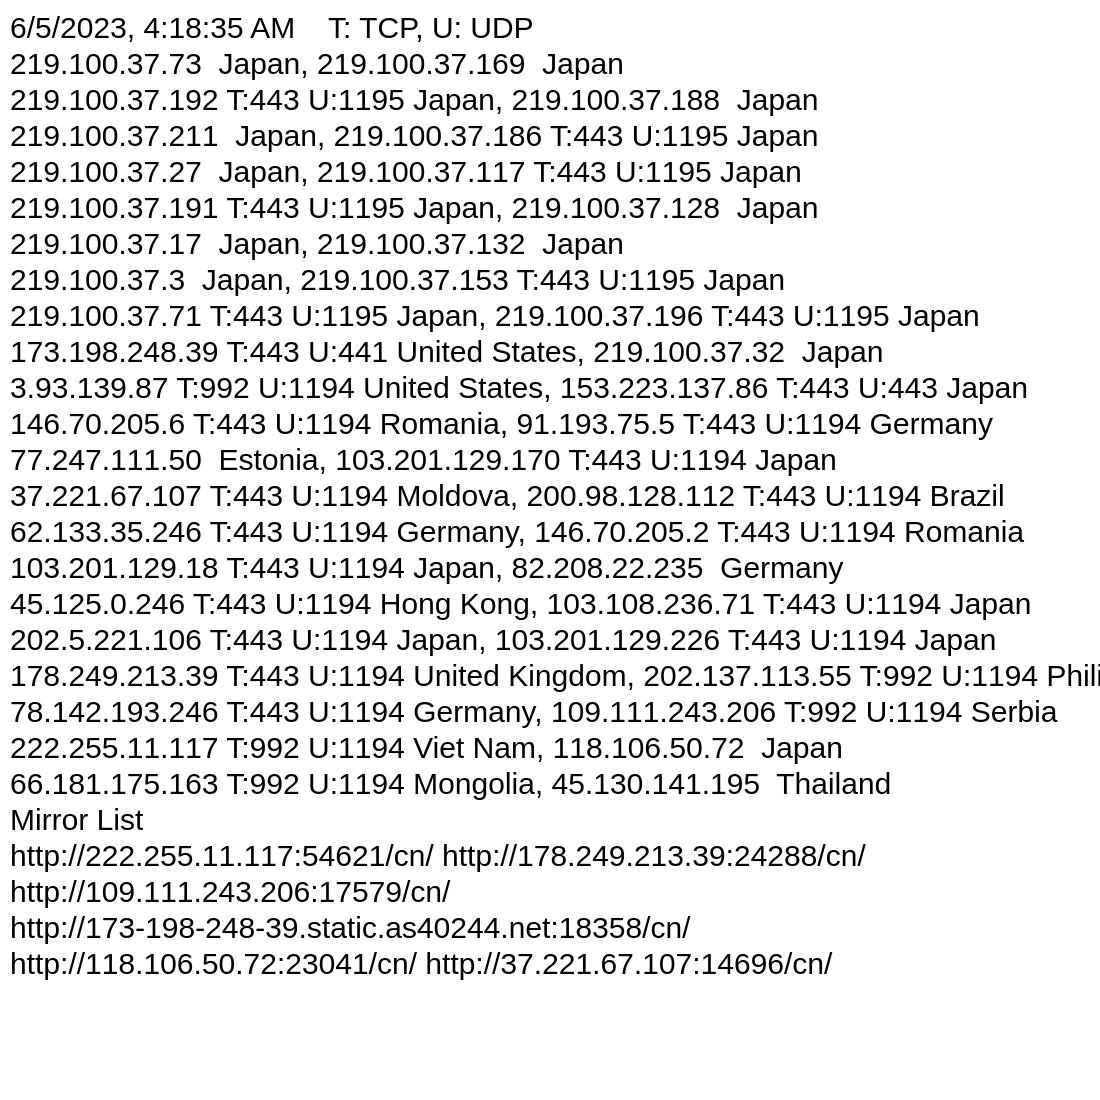 6/5/2023, 4:18:35 AM    T: TCP, U: UDP
219.100.37.73  Japan, 219.100.37.169  Japan
219.100.37.192 T:443 U:1195 Japan, 219.100.37.188  Japan
219.100.37.211  Japan, 219.100.37.186 T:443 U:1195 Japan
219.100.37.27  Japan, 219.100.37.117 T:443 U:1195 Japan
219.100.37.191 T:443 U:1195 Japan, 219.100.37.128  Japan
219.100.37.17  Japan, 219.100.37.132  Japan
219.100.37.3  Japan, 219.100.37.153 T:443 U:1195 Japan
219.100.37.71 T:443 U:1195 Japan, 219.100.37.196 T:443 U:1195 Japan
173.198.248.39 T:443 U:441 United States, 219.100.37.32  Japan
3.93.139.87 T:992 U:1194 United States, 153.223.137.86 T:443 U:443 Japan
146.70.205.6 T:443 U:1194 Romania, 91.193.75.5 T:443 U:1194 Germany
77.247.111.50  Estonia, 103.201.129.170 T:443 U:1194 Japan
37.221.67.107 T:443 U:1194 Moldova, 200.98.128.112 T:443 U:1194 Brazil
62.133.35.246 T:443 U:1194 Germany, 146.70.205.2 T:443 U:1194 Romania
103.201.129.18 T:443 U:1194 Japan, 82.208.22.235  Germany
45.125.0.246 T:443 U:1194 Hong Kong, 103.108.236.71 T:443 U:1194 Japan
202.5.221.106 T:443 U:1194 Japan, 103.201.129.226 T:443 U:1194 Japan
178.249.213.39 T:443 U:1194 United Kingdom, 202.137.113.55 T:992 U:1194 Phili
78.142.193.246 T:443 U:1194 Germany, 109.111.243.206 T:992 U:1194 Serbia
222.255.11.117 T:992 U:1194 Viet Nam, 118.106.50.72  Japan
66.181.175.163 T:992 U:1194 Mongolia, 45.130.141.195  Thailand
Mirror List
http://222.255.11.117:54621/cn/ http://178.249.213.39:24288/cn/
http://109.111.243.206:17579/cn/
http://173-198-248-39.static.as40244.net:18358/cn/
http://118.106.50.72:23041/cn/ http://37.221.67.107:14696/cn/